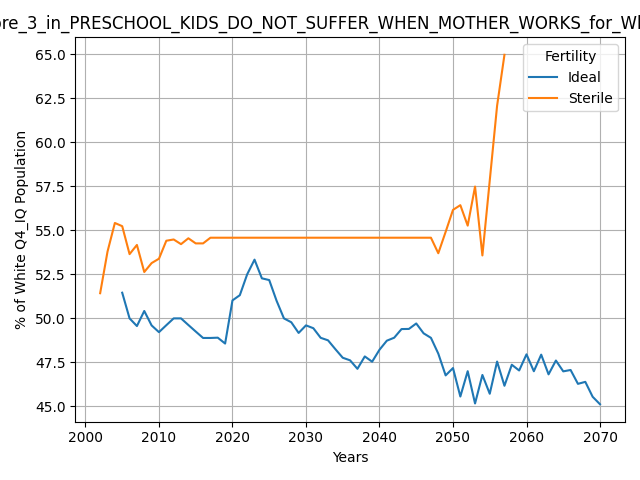 ore_3_in_PRESCHOOL_KIDS_DO_NOT_SUFFER_WHEN_MOTHER_WORKS_for_Wh
65.0
62.5
60.0
57.5
55.0
52.5
50.0
47.5
45.0
% of White Q4_IQ Population
Fertility
Ideal
Sterile
2000 2010 2020 2030 2040 2050 2060 2070
Years